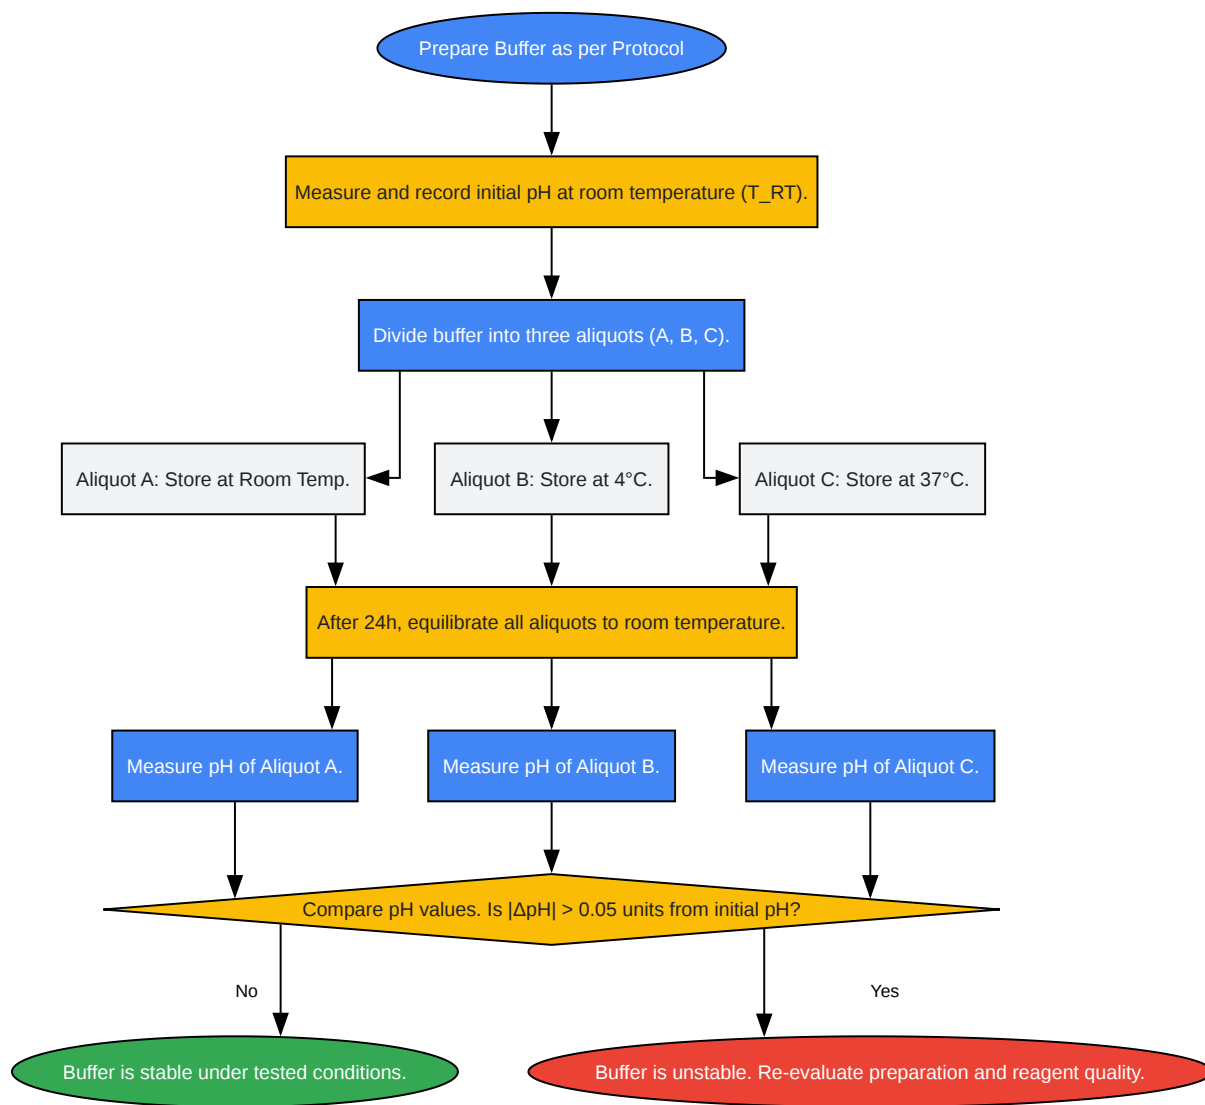 Prepare Buffer as per Protocol
Measure and record initial pH at room temperature (T_RT).
Divide buffer into three aliquots (A, B, C).
Aliquot A: Store at Room Temp.
Aliquot B: Store at 4°C.
Aliquot C: Store at 37°C.
After 24h, equilibrate all aliquots to room temperature.
Measure pH of Aliquot A.
Measure pH of Aliquot B.
Measure pH of Aliquot C.
Compare pH values. Is |ΔpH| > 0.05 units from initial pH?
No
Yes
Buffer is stable under tested conditions.
Buffer is unstable. Re-evaluate preparation and reagent quality.